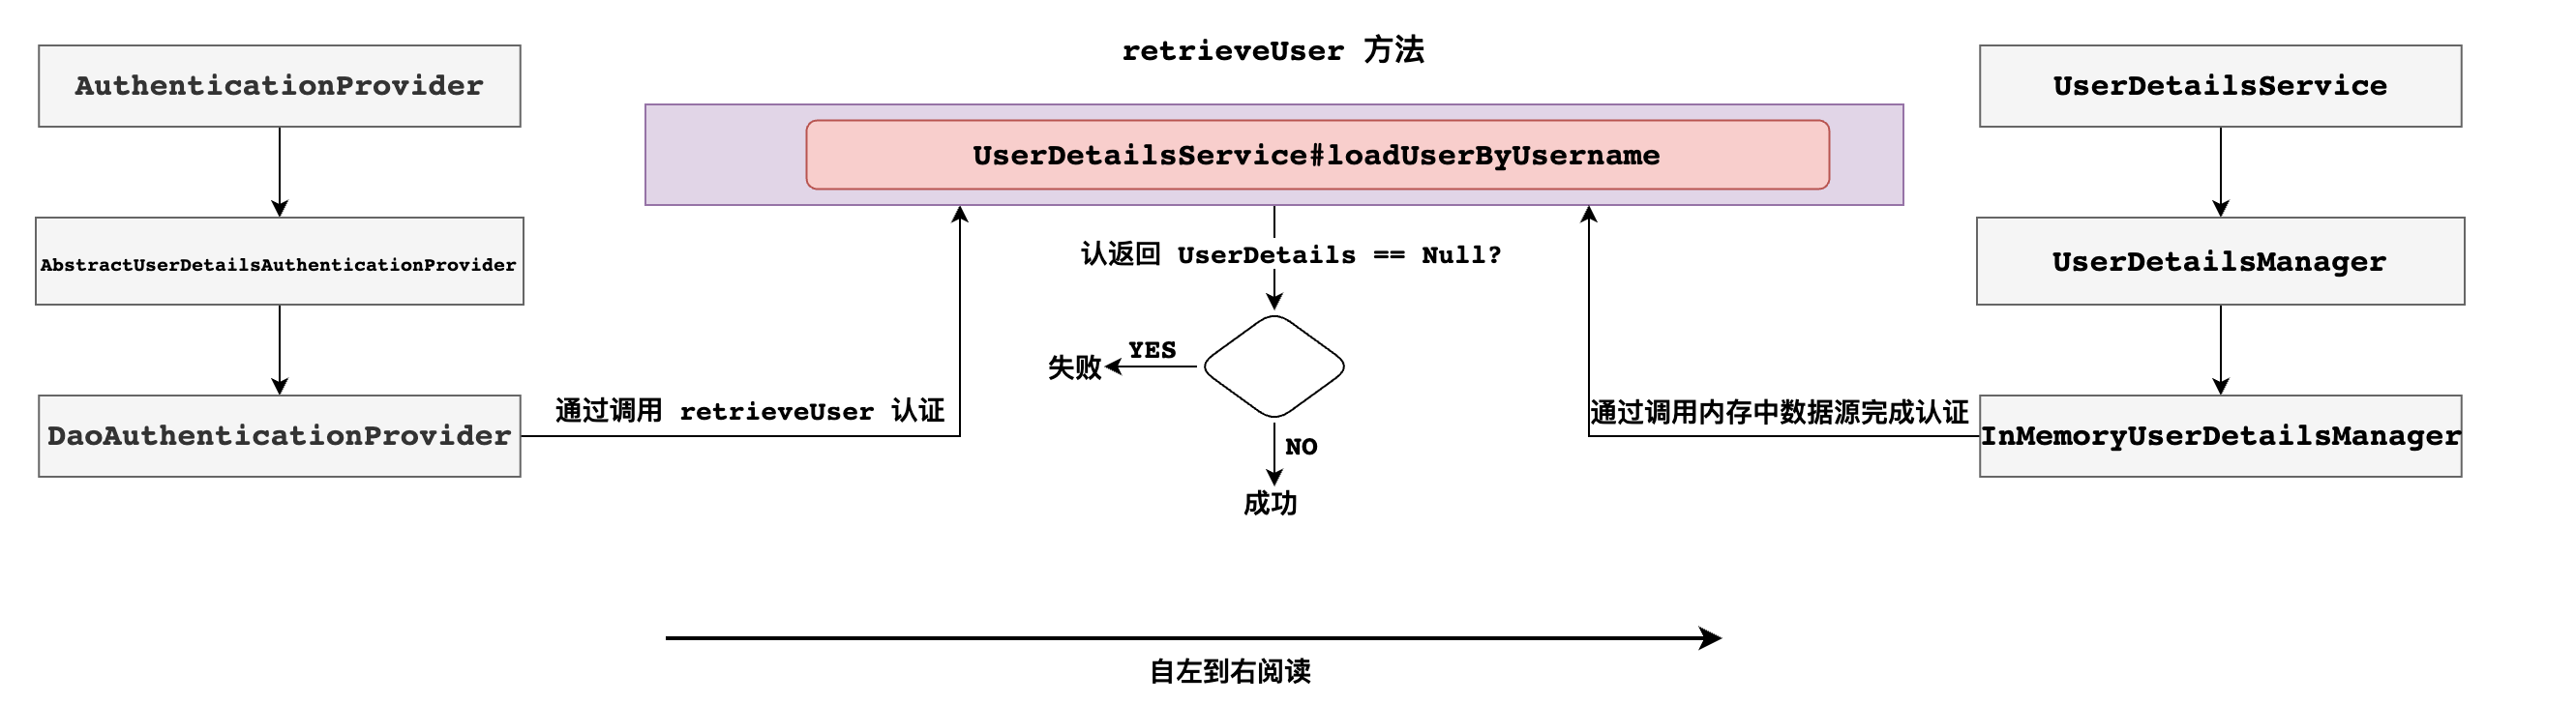 AuthenticationProvider
AbstractUserDetailsAuthenticationProvider
DaoAuthenticationProvider
通过调用 retrieveUser 认证
retrieveUser 方法
UserDetailsService#loadUserByUsername
认返回 UserDetails == Null?
YES
失败
NO
成功
通过调用内存中数据源完成认证
UserDetailsService
UserDetailsManager
InMemoryUserDetailsManager
自左到右阅读